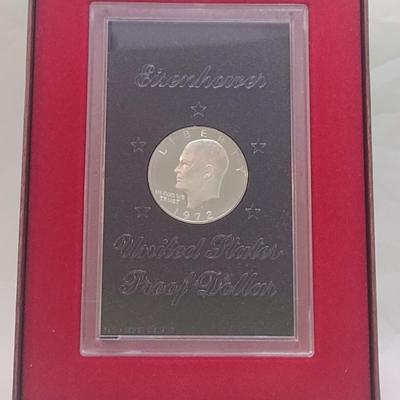 Eisenhower
LIBERTY
IN GOD WE
TRUST
1972
United States
Proof Dollar